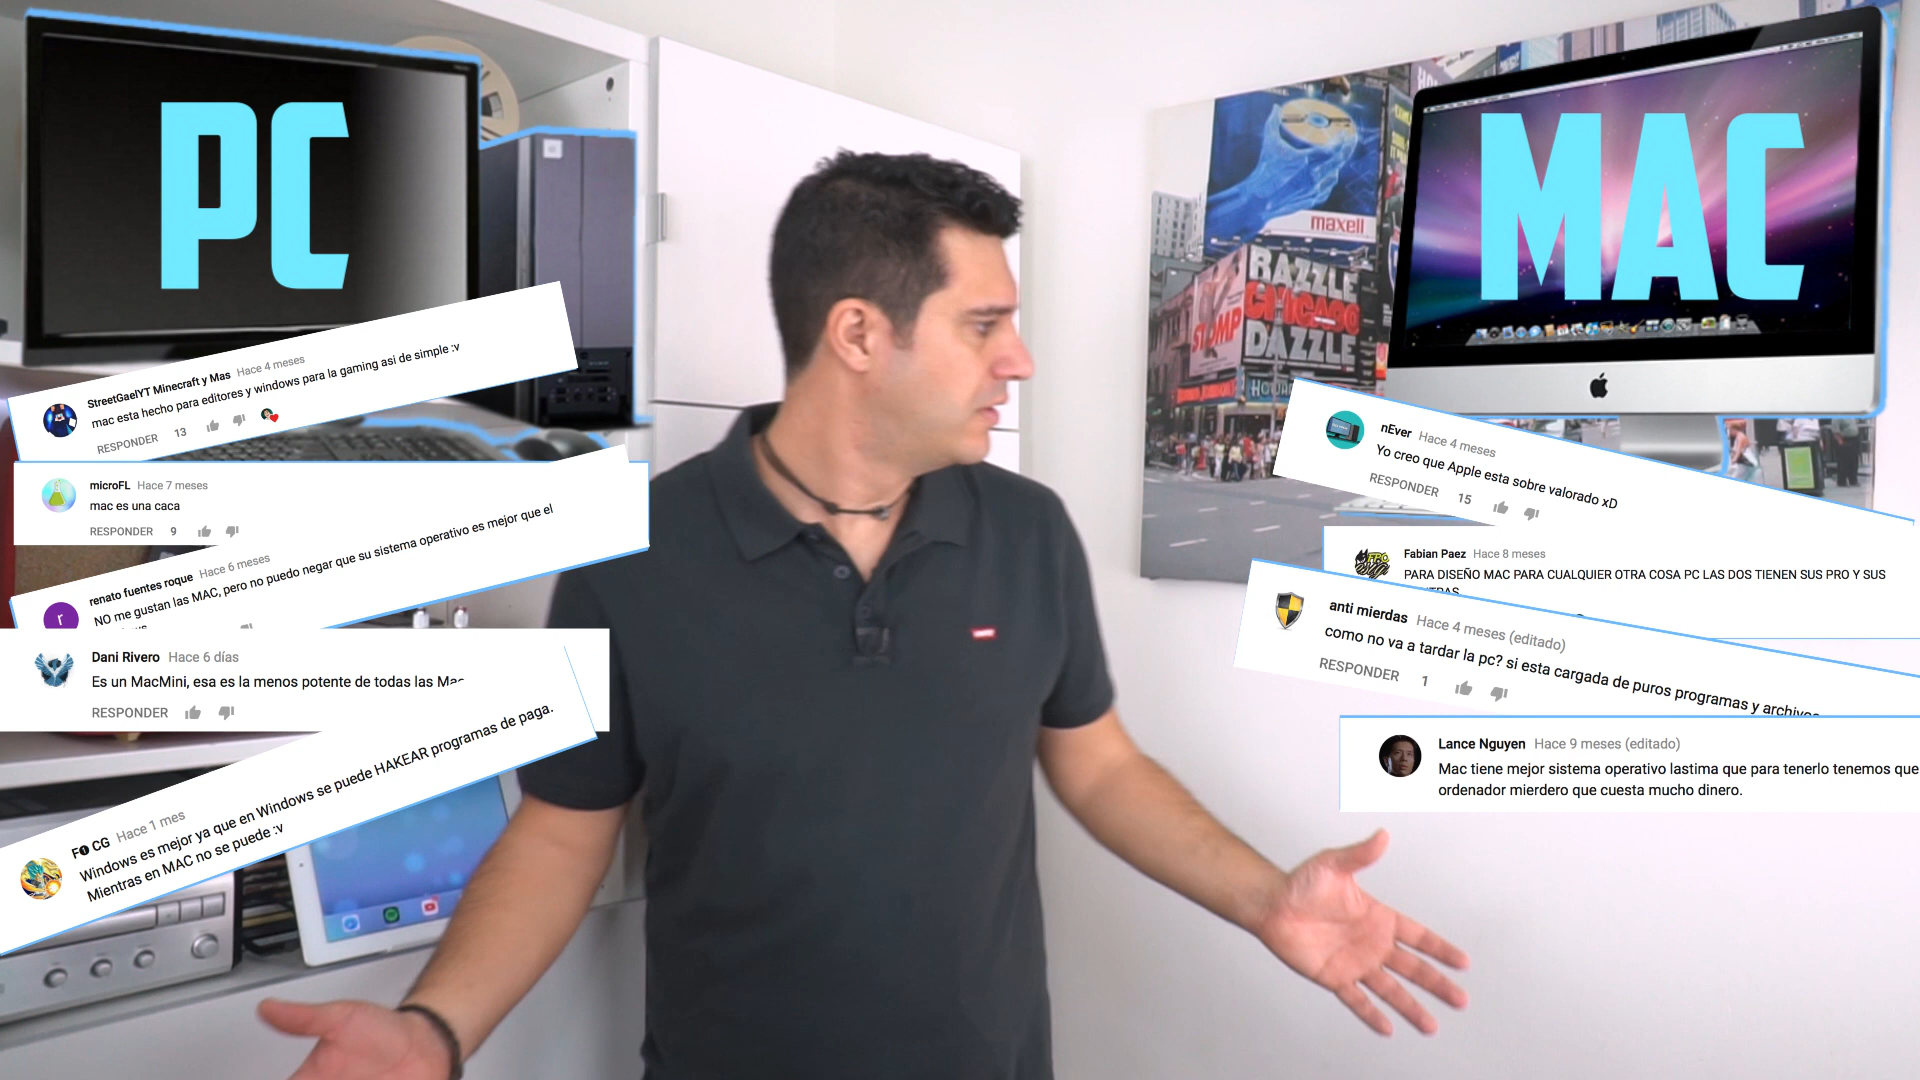 PC
MAC
maxell
RAZZLE
CHICAGO
DAZZLE
STOMP
StreetGaelYT Minecraft y Mas Hace 4 meses
mac esta hecho para editores y windows para la gaming asi de simple :v
RESPONDER 13
microFL Hace 7 meses
mac es una caca
RESPONDER 9
renato fuentes roque Hace 6 meses
NO me gustan las MAC, pero no puedo negar que su sistema operativo es mejor que el
Dani Rivero Hace 6 días
Es un MacMini, esa es la menos potente de todas las Mac
RESPONDER
F❶ CG Hace 1 mes
Windows es mejor ya que en Windows se puede HAKEAR programas de paga.
Mientras en MAC no se puede :v
nEver Hace 4 meses
Yo creo que Apple esta sobre valorado xD
RESPONDER 15
Fabian Paez Hace 8 meses
PARA DISEÑO MAC PARA CUALQUIER OTRA COSA PC LAS DOS TIENEN SUS PRO Y SUS
anti mierdas Hace 4 meses (editado)
como no va a tardar la pc? si esta cargada de puros programas y archivos
RESPONDER 1
Lance Nguyen Hace 9 meses (editado)
Mac tiene mejor sistema operativo lastima que para tenerlo tenemos que
ordenador mierdero que cuesta mucho dinero.